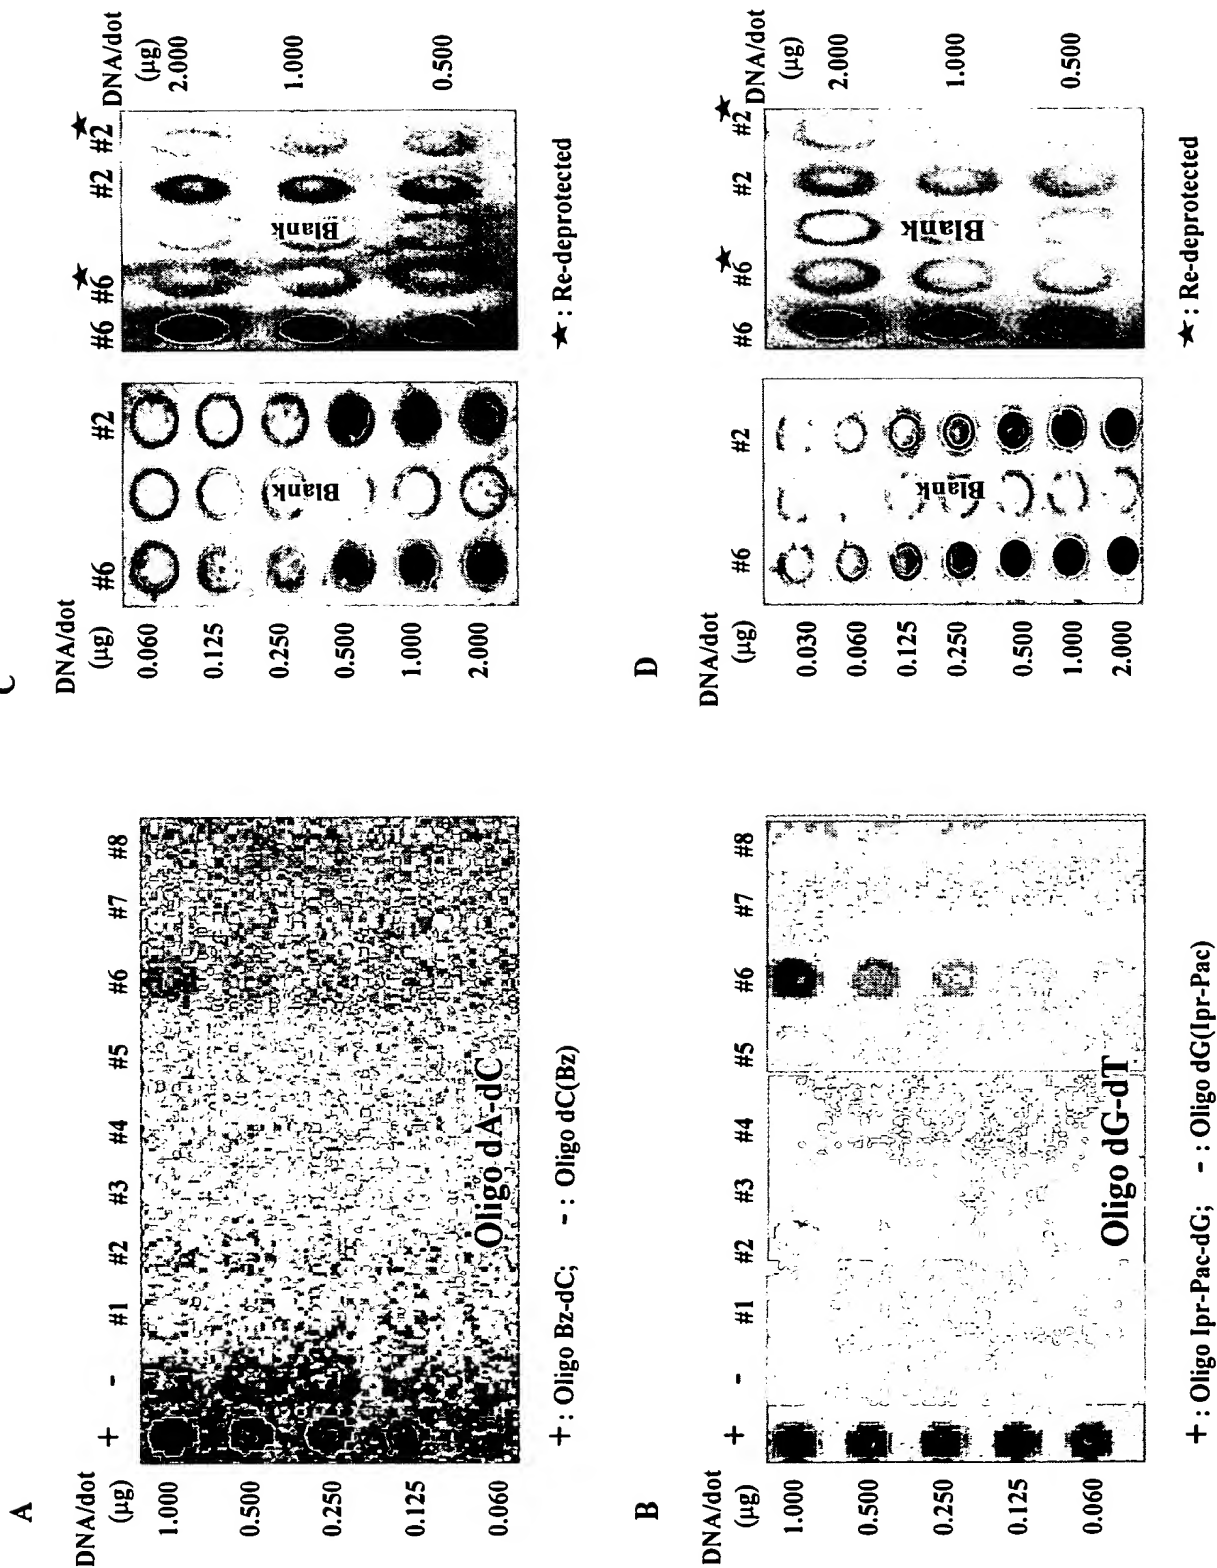 A
DNA/dot
(μg)
+ - #1 #2 #3 #4 #5 #6 #7 #8
1.000
0.500
0.250
0.125
0.060
Oligo dA-dC
+ : Oligo Bz-dC; - : Oligo dC(Bz)
B
DNA/dot
(μg)
+ - #1 #2 #3 #4 #5 #6 #7 #8
1.000
0.500
0.250
0.125
0.060
Oligo dG-dT
+ : Oligo Ipr-Pac-dG; - : Oligo dG(Ipr-Pac)
C
DNA/dot
(μg)
#6 #2
0.060
0.125
0.250
0.500
1.000
2.000
Blank
#6 #6★ #2 #2★
DNA/dot
(μg)
2.000
1.000
0.500
Blank
★ : Re-deprotected
D
DNA/dot
(μg)
#6 #2
0.030
0.060
0.125
0.250
0.500
1.000
2.000
Blank
#6 #6★ #2 #2★
DNA/dot
(μg)
2.000
1.000
0.500
Blank
★ : Re-deprotected